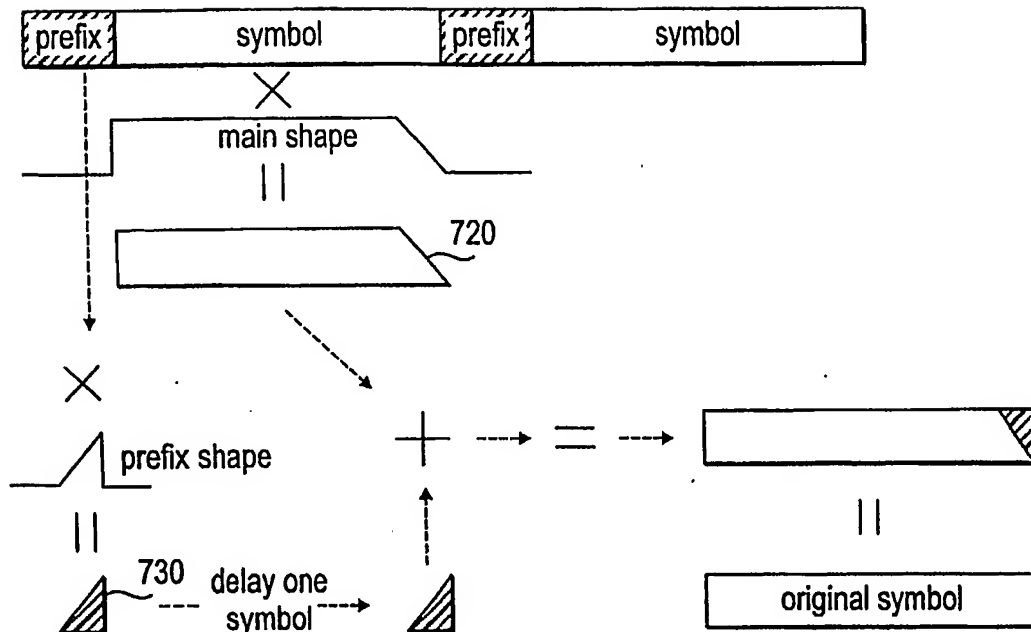 prefix symbol prefix symbol
main shape
720
prefix shape
730
delay one
symbol
original symbol